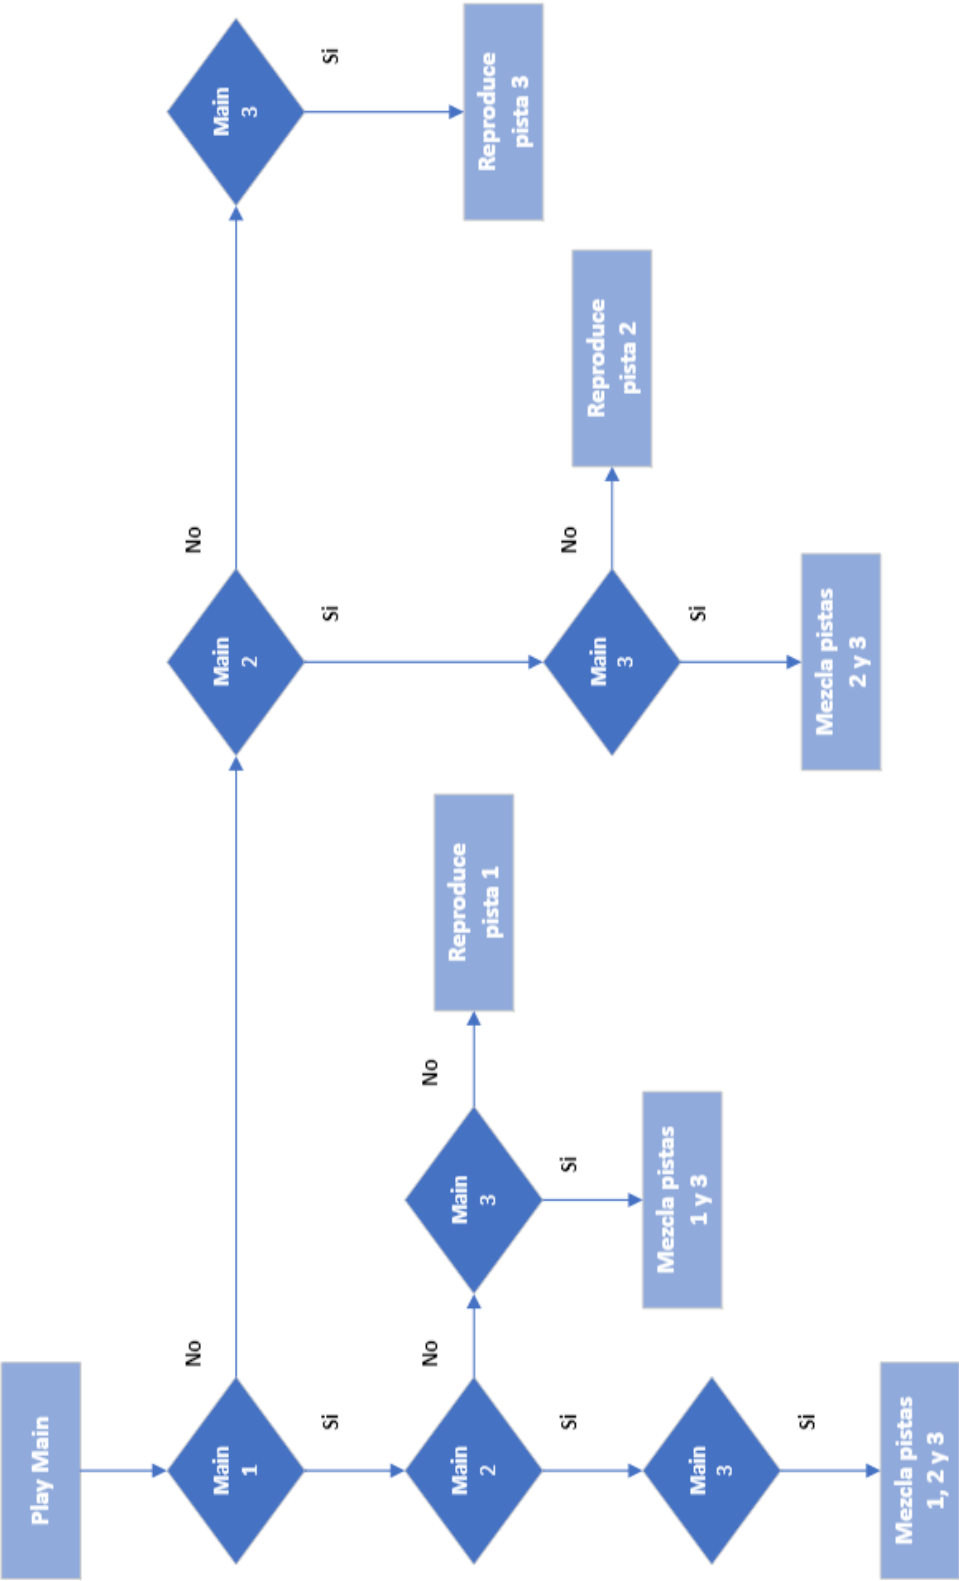 Play Main
No
No
Main
1
Main
2
Main
3
Si
Si
Si
No
No
Main
2
Main
3
Reproduce
pista 1
Reproduce
pista 3
Si
Si
No
Main
3
Main
3
Reproduce
pista 2
Mezcla pistas
1 y 3
Si
Si
Mezcla pistas
2 y 3
Mezcla pistas
1, 2 y 3